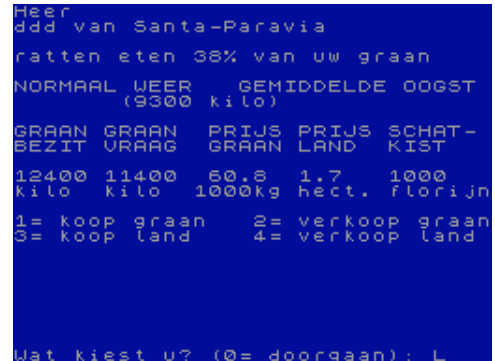 Heer
ddd van Santa-Paravia
ratten eten 38% van uw graan
NORMAAL WEER GEMIDDELDE OOGST
(9300 kilo)
GRAAN GRAAN PRIJS PRIJS SCHAT-
BEZIT VRAAG GRAAN LAND KIST
12400 11400 60.8 1.7 1000
kilo kilo 1000kg hect. florijn
1= koop graan 2= verkoop graan
3= koop land 4= verkoop land
Wat kiest u? (0= doorgaan): L